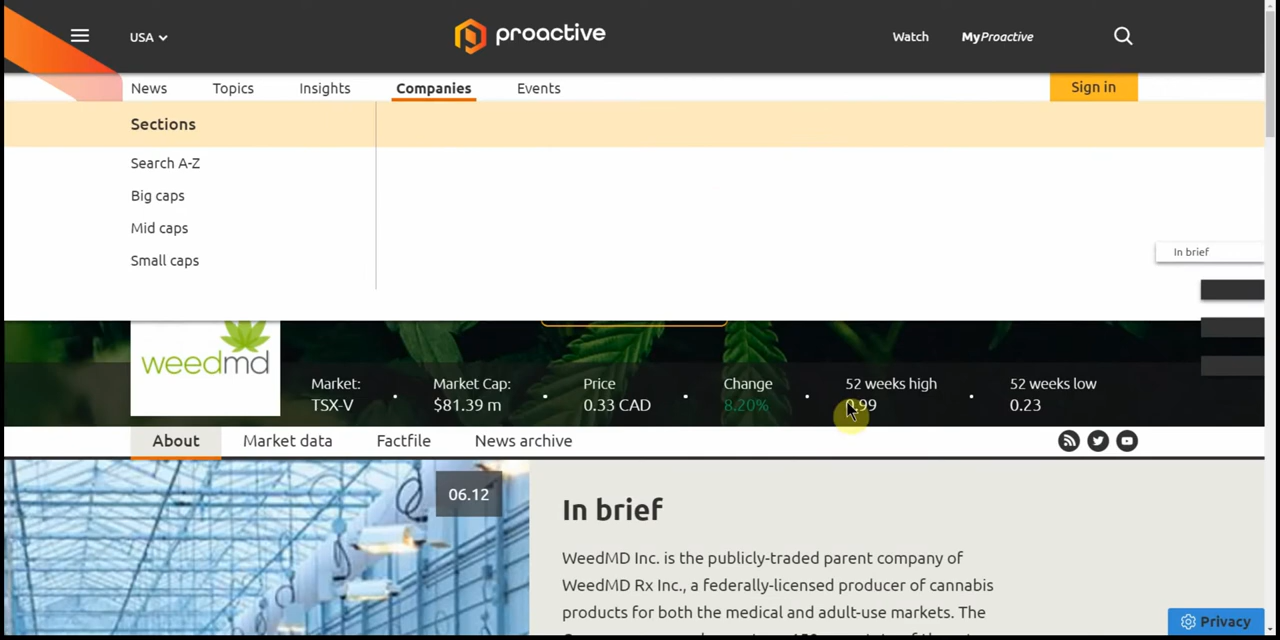 USA
proactive
Watch
MyProactive
News
Topics
Insights
Companies
Events
Sign in
Sections
Search A-Z
Big caps
Mid caps
Small caps
In brief
weedmd
Market:
TSX-V
Market Cap:
$81.39 m
Price
0.33 CAD
Change
8.20%
52 weeks high
0.99
52 weeks low
0.23
About
Market data
Factfile
News archive
06.12
In brief
WeedMD Inc. is the publicly-traded parent company of
WeedMD Rx Inc., a federally-licensed producer of cannabis
products for both the medical and adult-use markets. The
Privacy